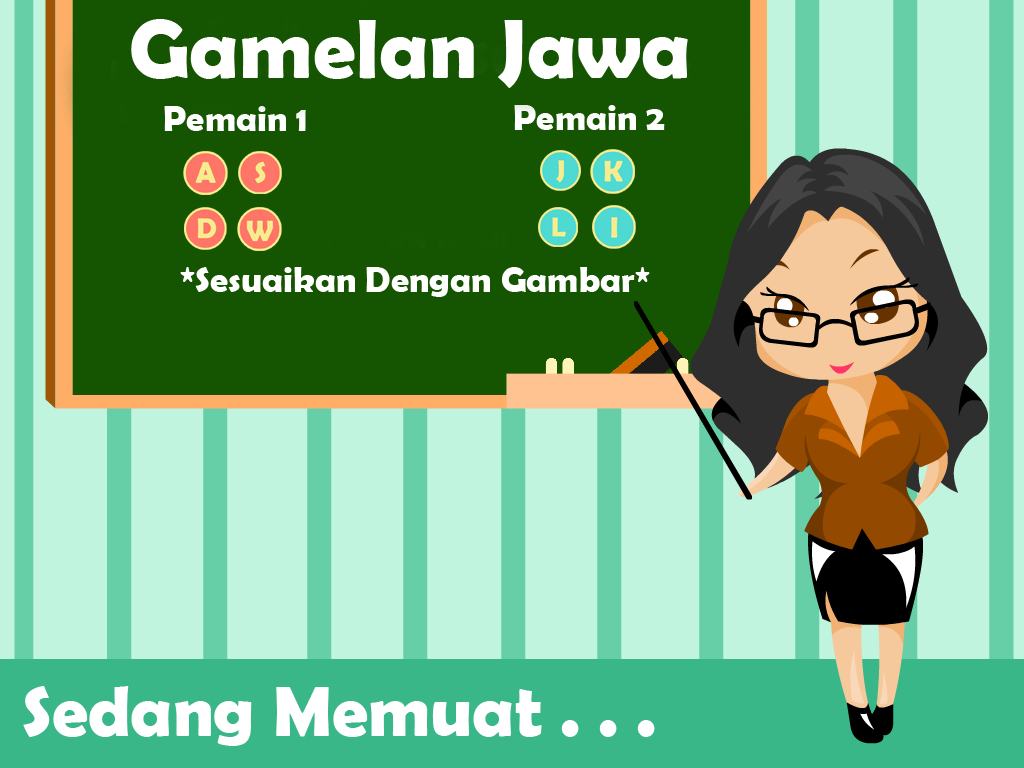 Gamelan Jawa
Pemain 1 Pemain 2
A S J K
D W L I
*Sesuaikan Dengan Gambar*
Sedang Memuat . . .